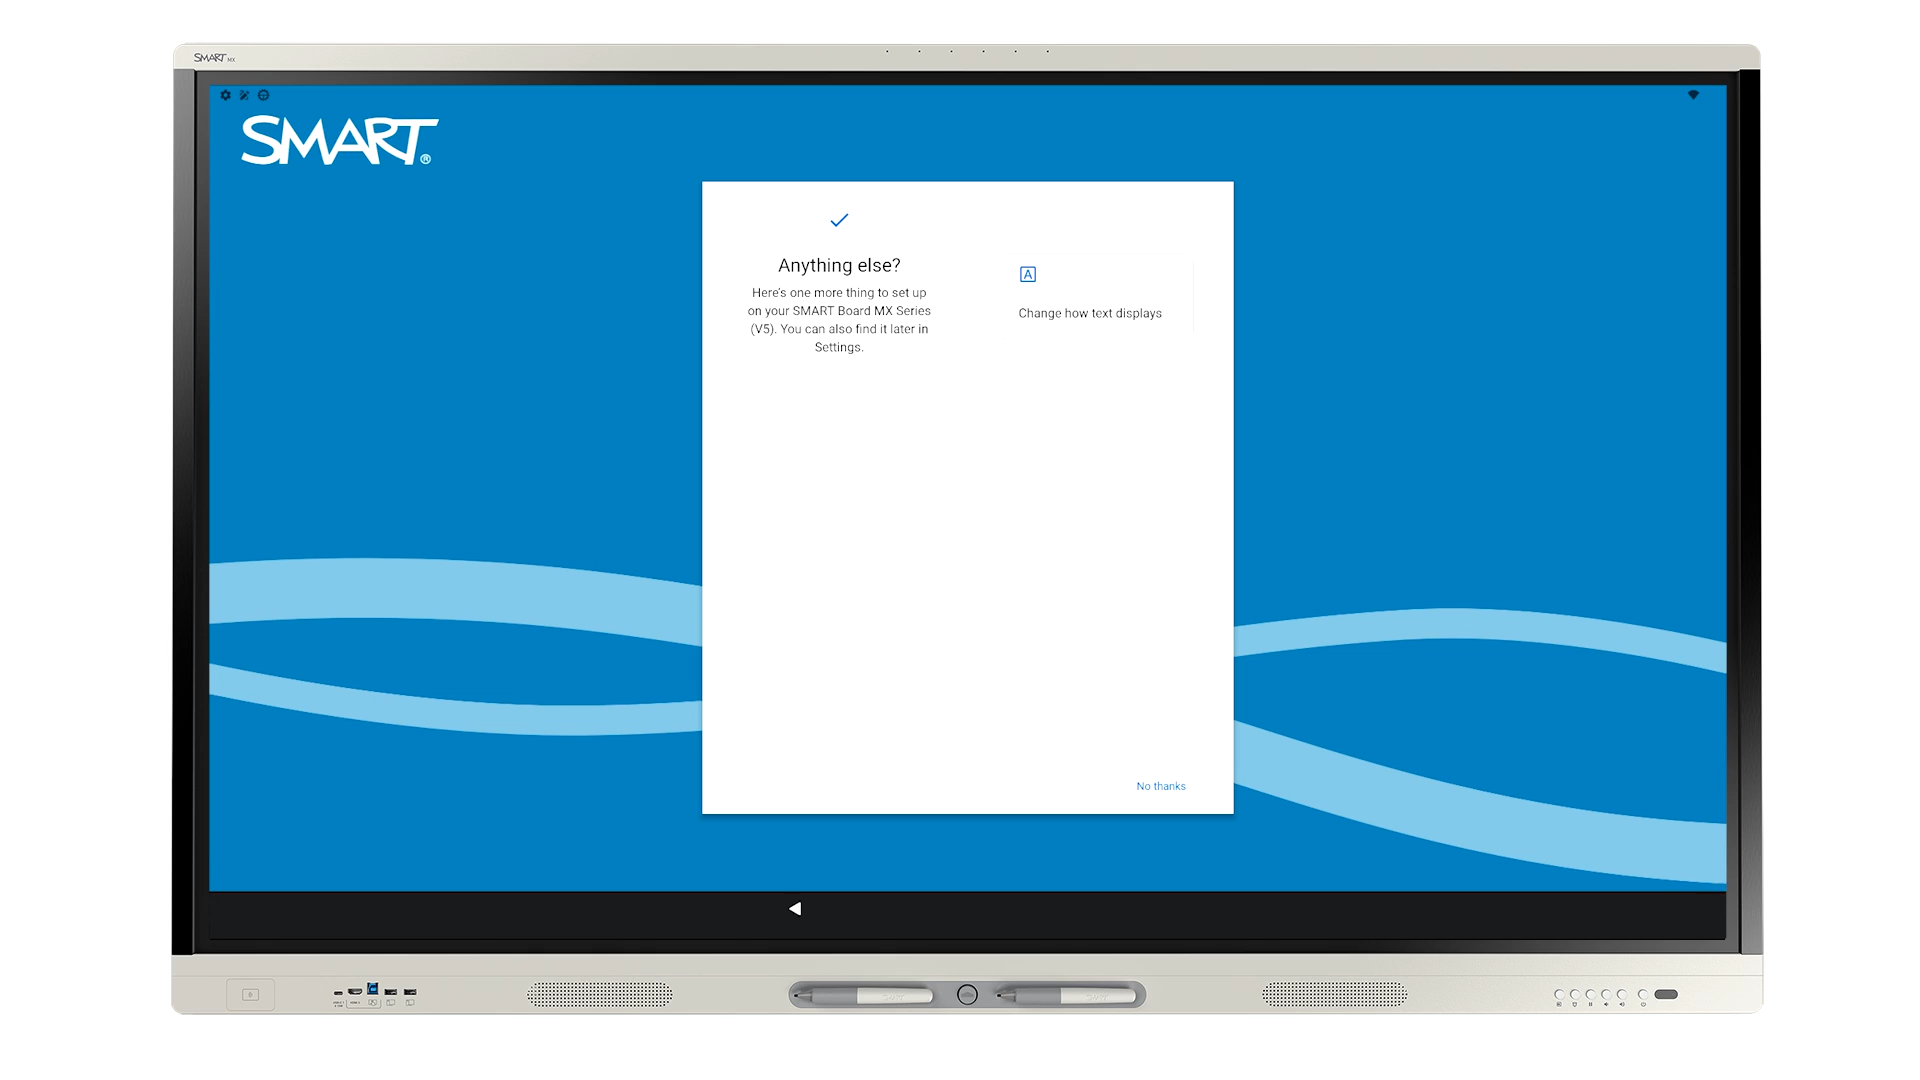 SMART MX
SMART®
Anything else?
Here's one more thing to set up
on your SMART Board MX Series
(V5). You can also find it later in
Settings.
A
Change how text displays
No thanks